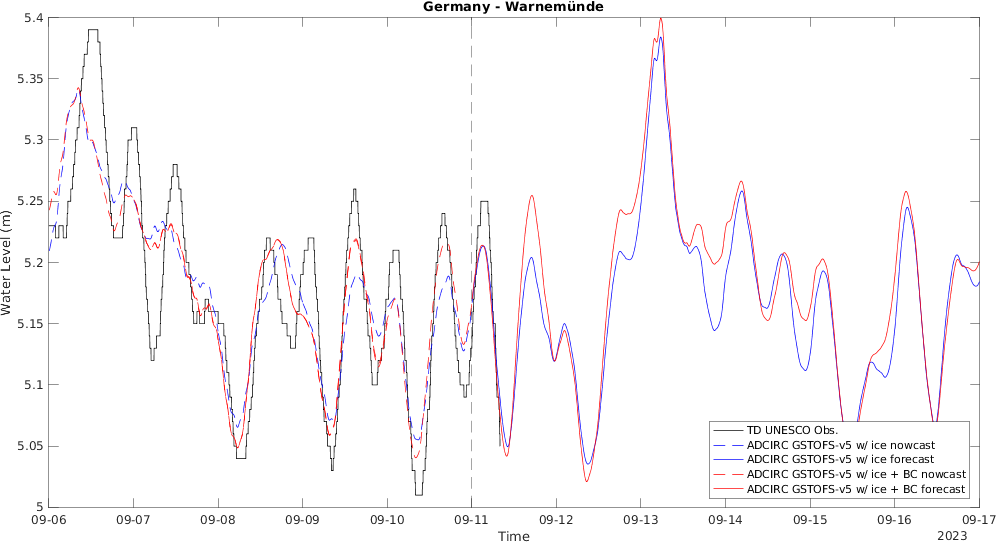 Germany - Warnemünde
Water Level (m)
5.4
5.35
5.3
5.25
5.2
5.15
5.1
5.05
5
09-06
09-07
09-08
09-09
09-10
09-11
09-12
09-13
09-14
09-15
09-16
09-17
Time
2023
TD UNESCO Obs.
ADCIRC GSTOFS-v5 w/ ice nowcast
ADCIRC GSTOFS-v5 w/ ice forecast
ADCIRC GSTOFS-v5 w/ ice + BC nowcast
ADCIRC GSTOFS-v5 w/ ice + BC forecast